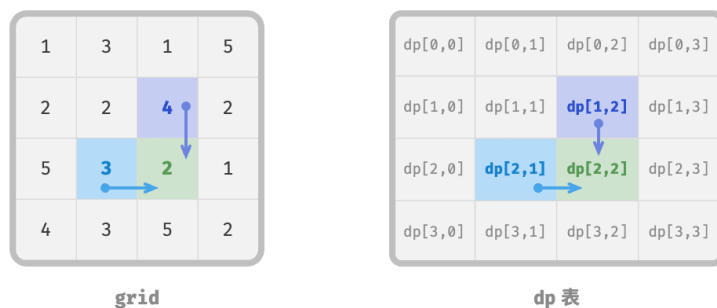 1 3 1 5
2 2 4 2
5 3 2 1
4 3 5 2
grid
dp[0,0] dp[0,1] dp[0,2] dp[0,3]
dp[1,0] dp[1,1] dp[1,2] dp[1,3]
dp[2,0] dp[2,1] dp[2,2] dp[2,3]
dp[3,0] dp[3,1] dp[3,2] dp[3,3]
dp 表